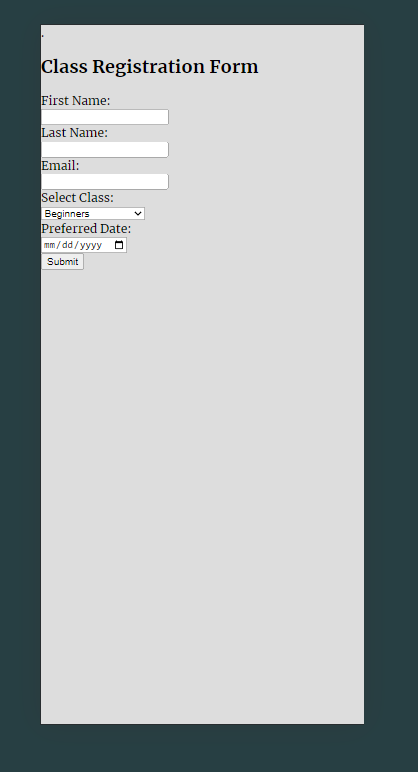 .
Class Registration Form
First Name:
Last Name:
Email:
Select Class:
Beginners
Preferred Date:
mm/dd/yyyy
Submit